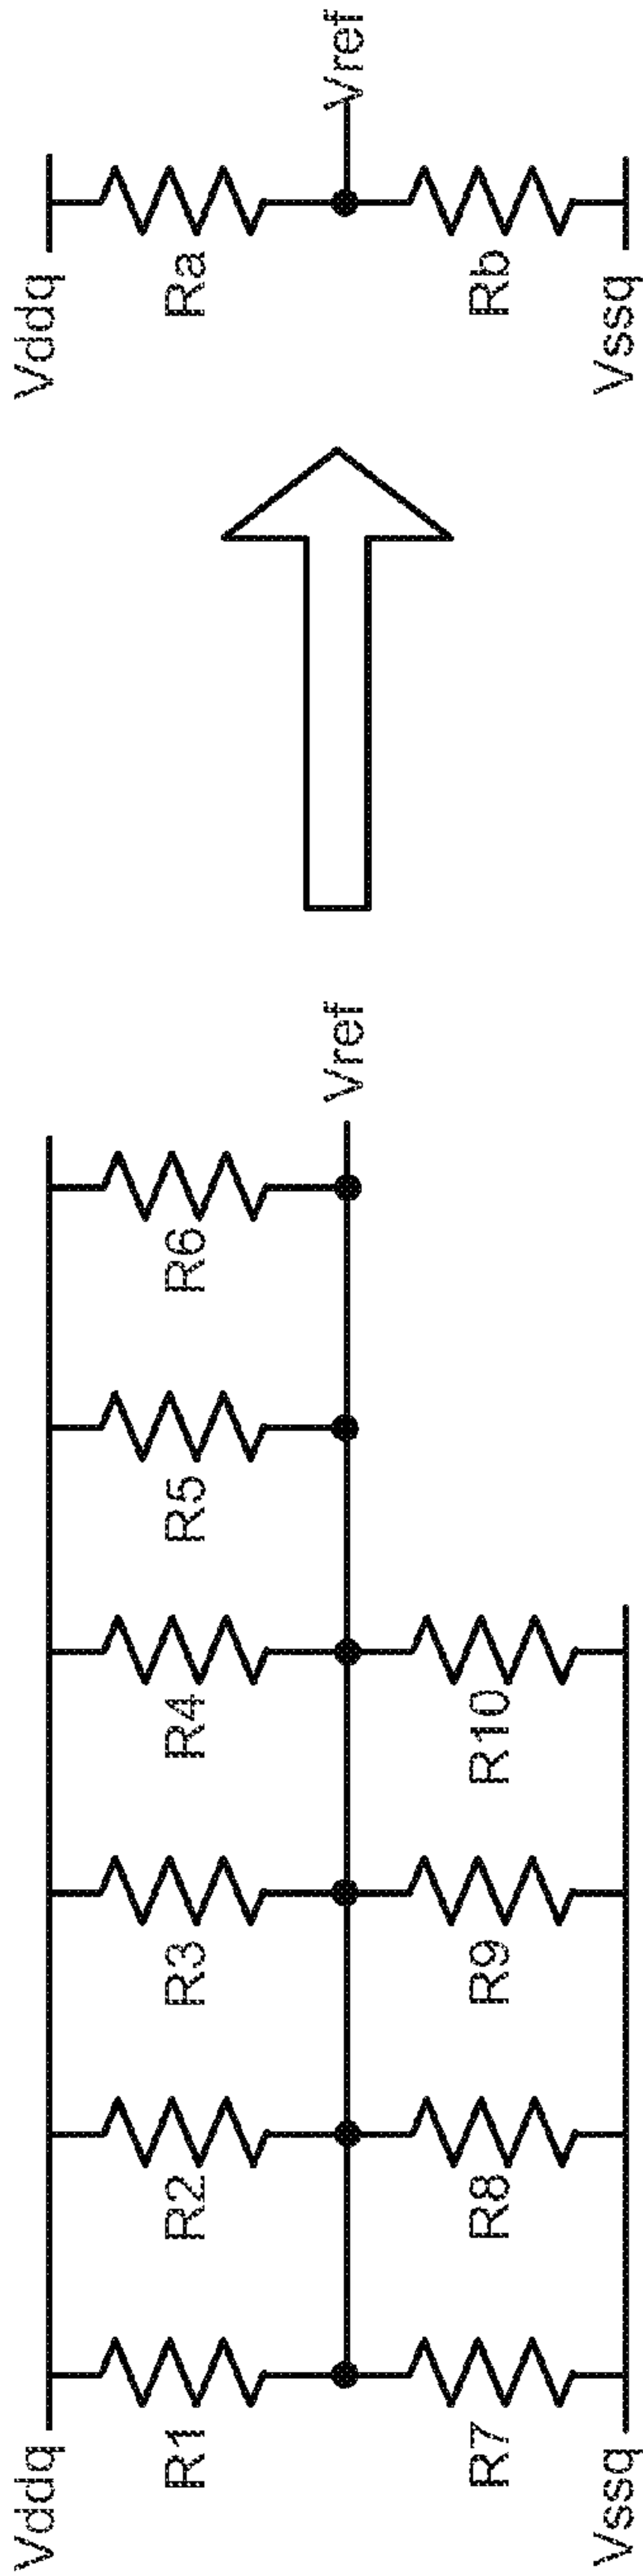 Vddq
R1 R2 R3 R4 R5 R6
Vref
R7 R8 R9 R10
Vssq
Vddq
Ra
Vref
Rb
Vssq